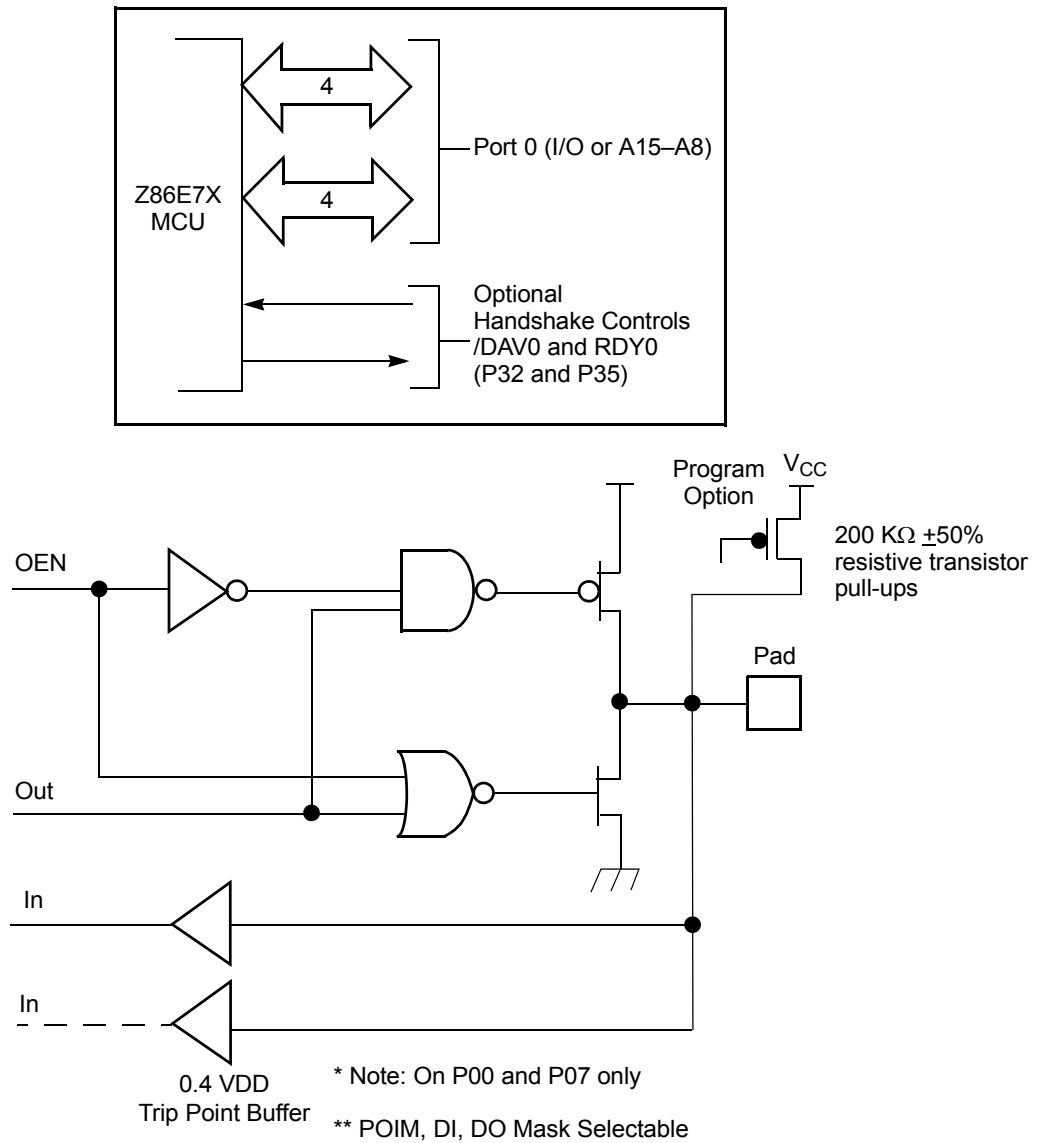 4
Port 0 (I/O or A15–A8)
Z86E7X
MCU
4
Optional
Handshake Controls
/DAV0 and RDY0
(P32 and P35)
Program
Option
VCC
OEN
200 KΩ ±50%
resistive transistor
pull-ups
Pad
Out
In
In
0.4 VDD
Trip Point Buffer
* Note: On P00 and P07 only
** POIM, DI, DO Mask Selectable